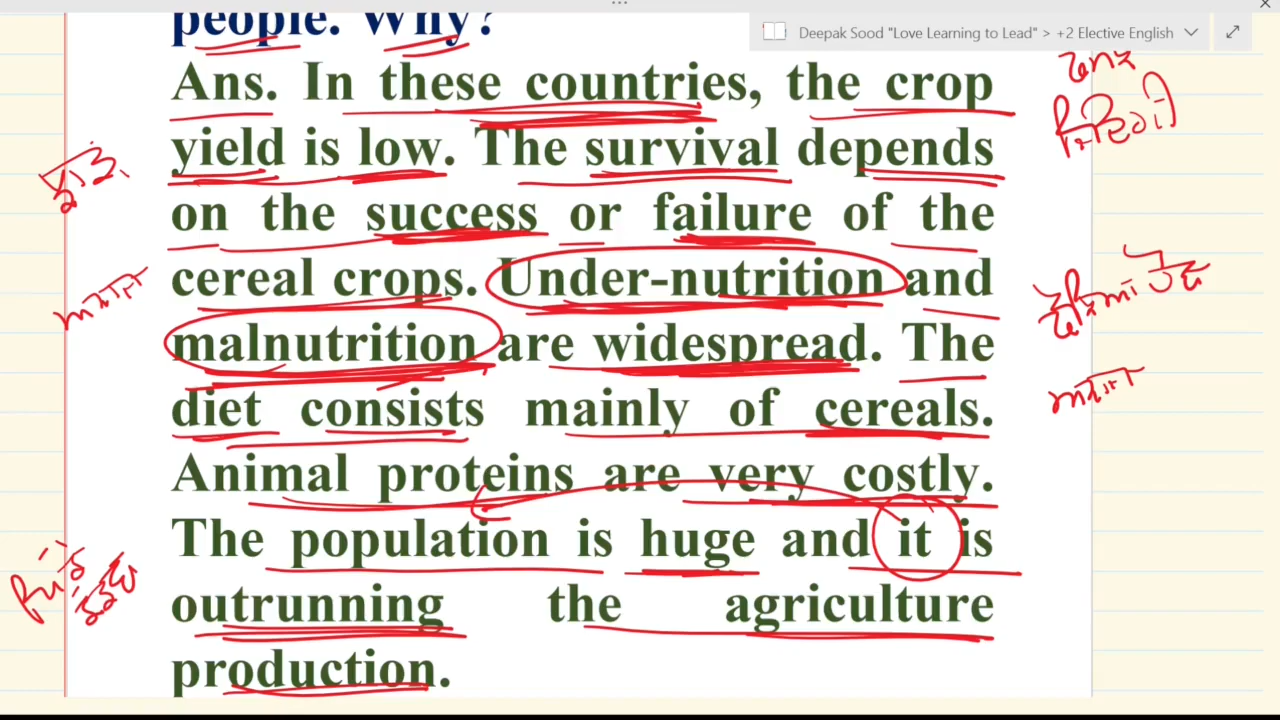 people. Why?
Deepak Sood "Love Learning to Lead" > +2 Elective English
Ans. In these countries, the crop
yield is low. The survival depends
on the success or failure of the
cereal crops. Under-nutrition and
malnutrition are widespread. The
diet consists mainly of cereals.
Animal proteins are very costly.
The population is huge and it is
outrunning the agriculture
production.